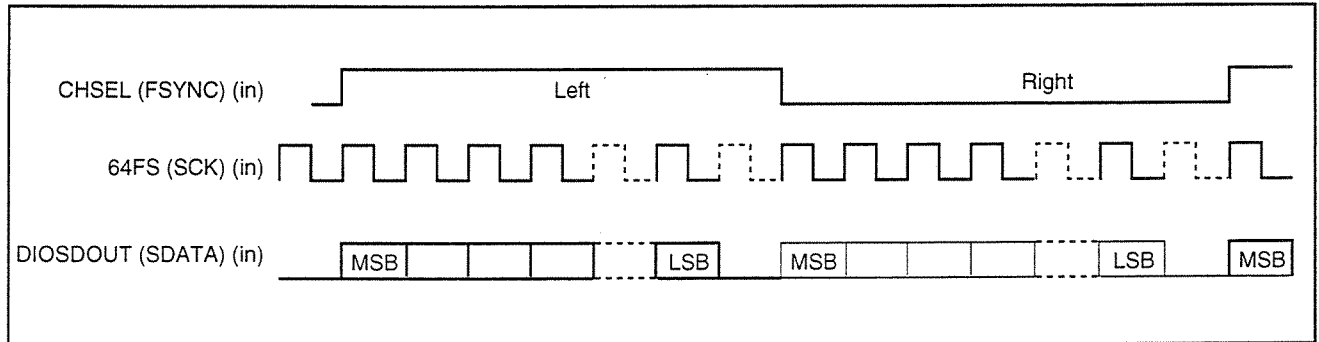 CHSEL (FSYNC) (in)
Left
Right
64FS (SCK) (in)
DIOSDOUT (SDATA) (in)
MSB
LSB
MSB
LSB
MSB